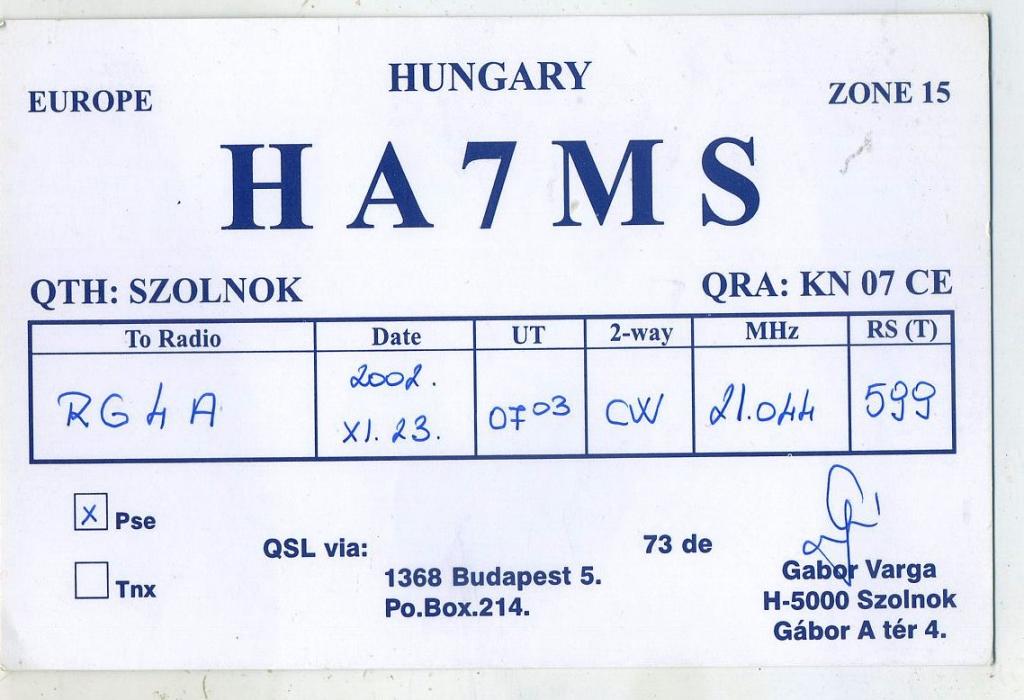 EUROPE HUNGARY ZONE 15
HA7MS
QTH: SZOLNOK QRA: KN 07 CE
To Radio Date UT 2-way MHz RS (T)
RG4A 2002. XI. 23. 0703 CW 21.044 599
X Pse
Tnx
QSL via:
1368 Budapest 5.
Po.Box.214.
73 de
Gabor Varga
H-5000 Szolnok
Gábor A tér 4.